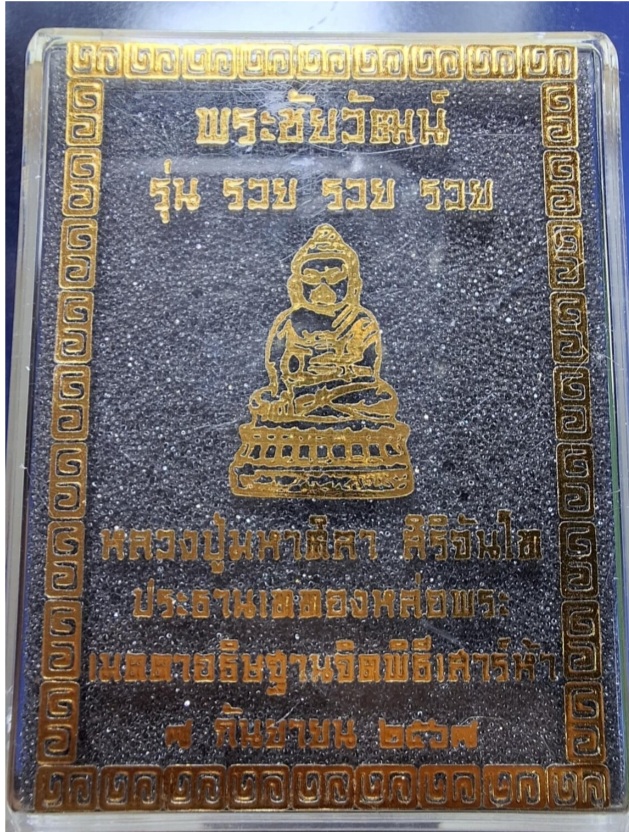 พระชัยวัฒน์
รุ่น รวย รวย รวย
หลวงปู่มหาศิลา สิริจันโท
ประธานเททองหล่อพระ
เมตตาอธิษฐานจิตพิธีเสาร์ห้า
๗ กันยายน ๒๕๖๗